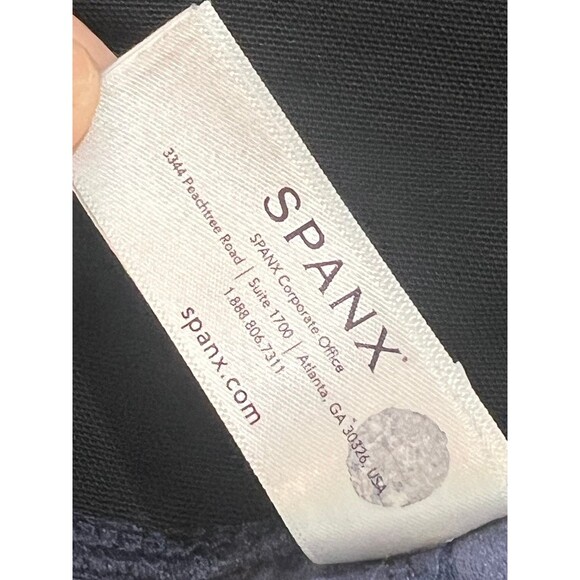 SPANX®
SPANX Corporate Office
3344 Peachtree Road | Suite 1700 | Atlanta, GA 30326, USA
1.888 806.7311
spanx.com